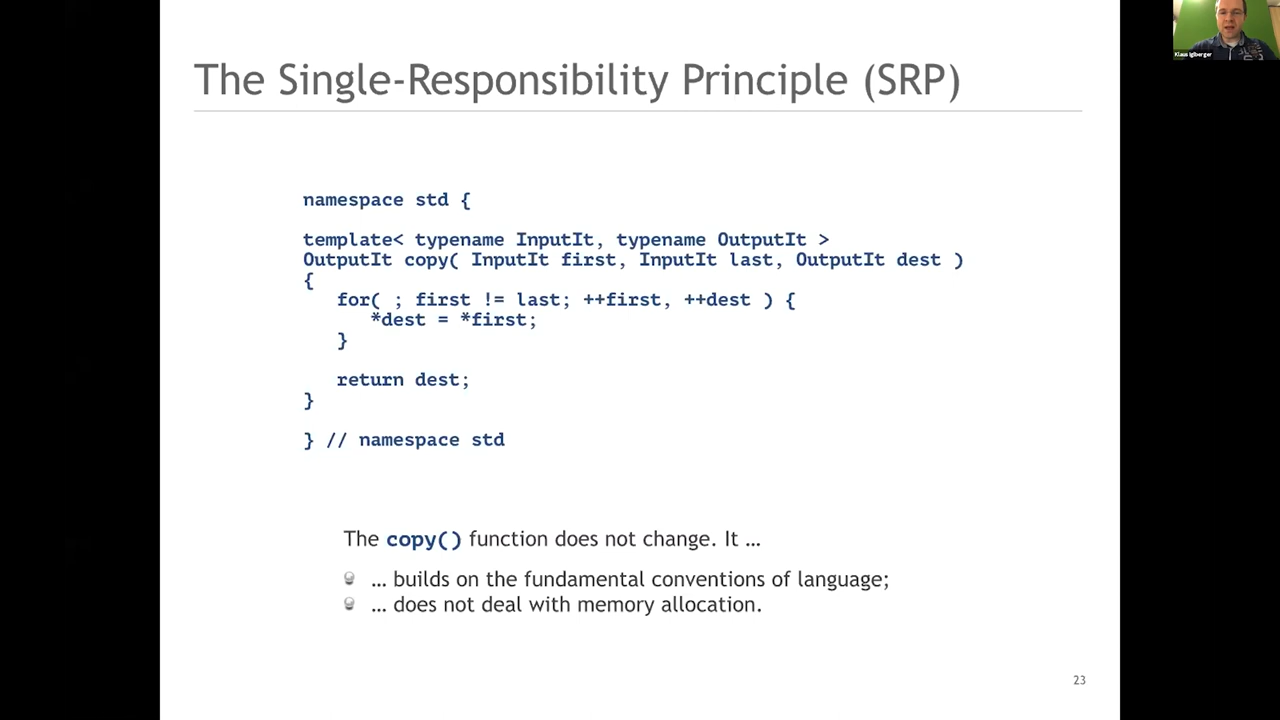 Klaus Iglberger
The Single-Responsibility Principle (SRP)
namespace std {
template< typename InputIt, typename OutputIt >
OutputIt copy( InputIt first, InputIt last, OutputIt dest )
{
for( ; first != last; ++first, ++dest ) {
*dest = *first;
}
return dest;
}
} // namespace std
The copy() function does not change. It …
… builds on the fundamental conventions of language;
… does not deal with memory allocation.
23